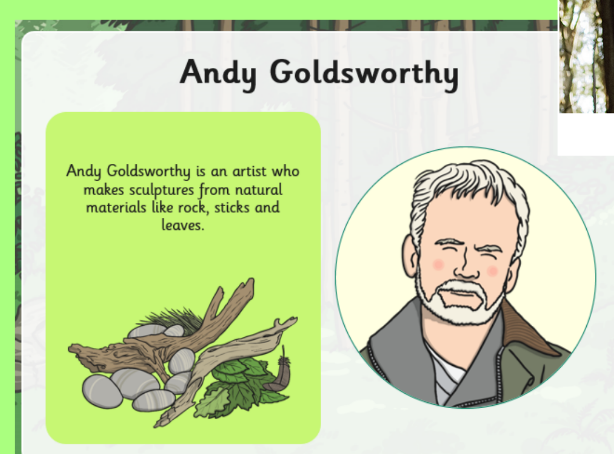 Andy Goldsworthy
Andy Goldsworthy is an artist who
makes sculptures from natural
materials like rock, sticks and
leaves.